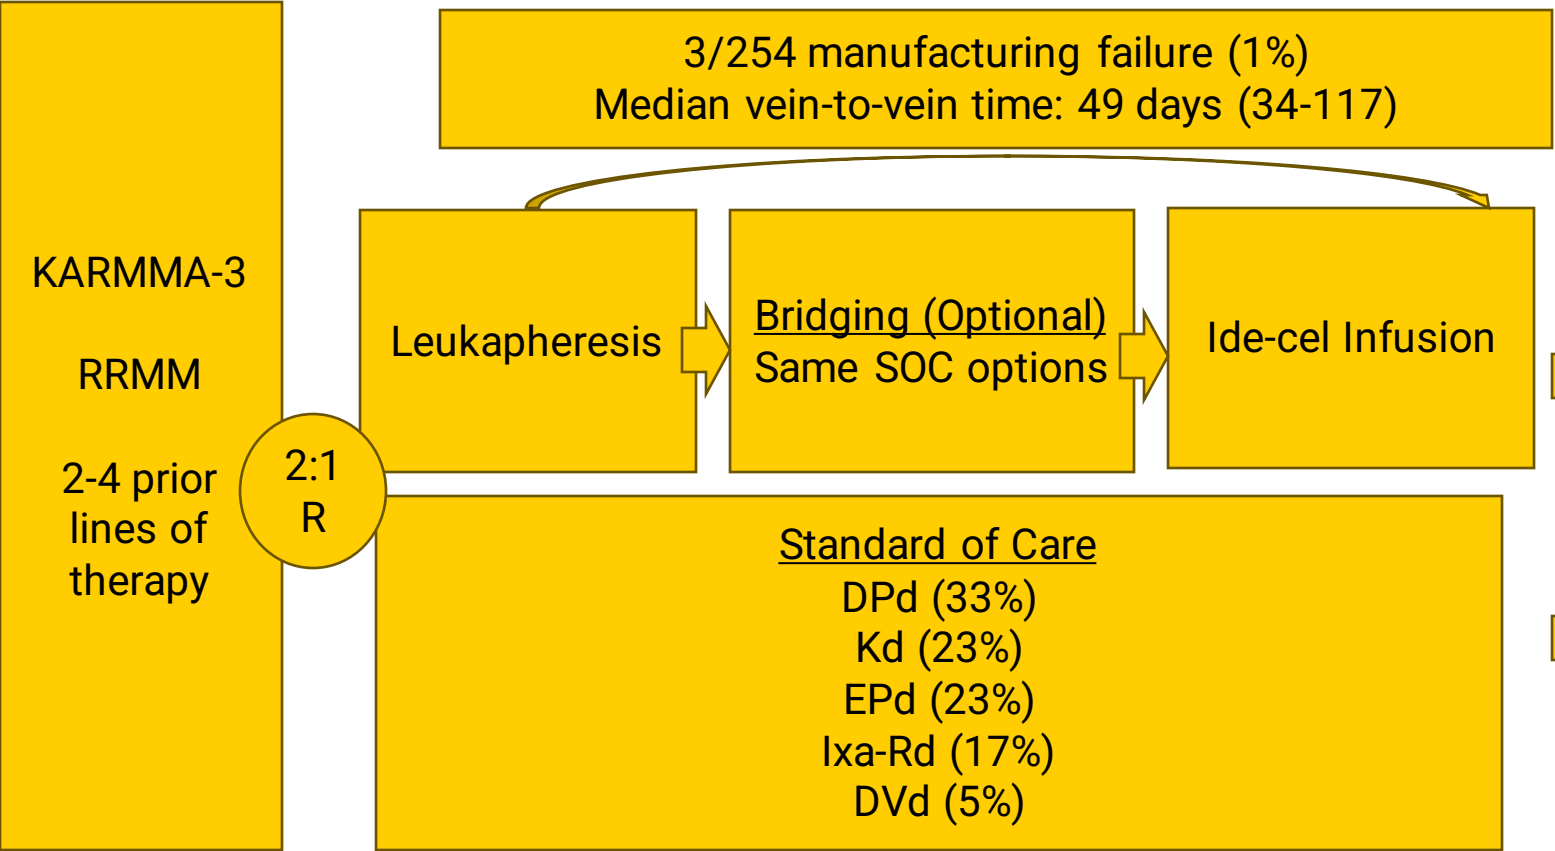 3/254 manufacturing failure (1%)
Median vein-to-vein time: 49 days (34-117)
KARMMA-3
RRMM
2-4 prior
lines of
therapy
2:1
R
Leukapheresis
Bridging (Optional)
Same SOC options
Ide-cel Infusion
Standard of Care
DPd (33%)
Kd (23%)
EPd (23%)
Ixa-Rd (17%)
DVd (5%)